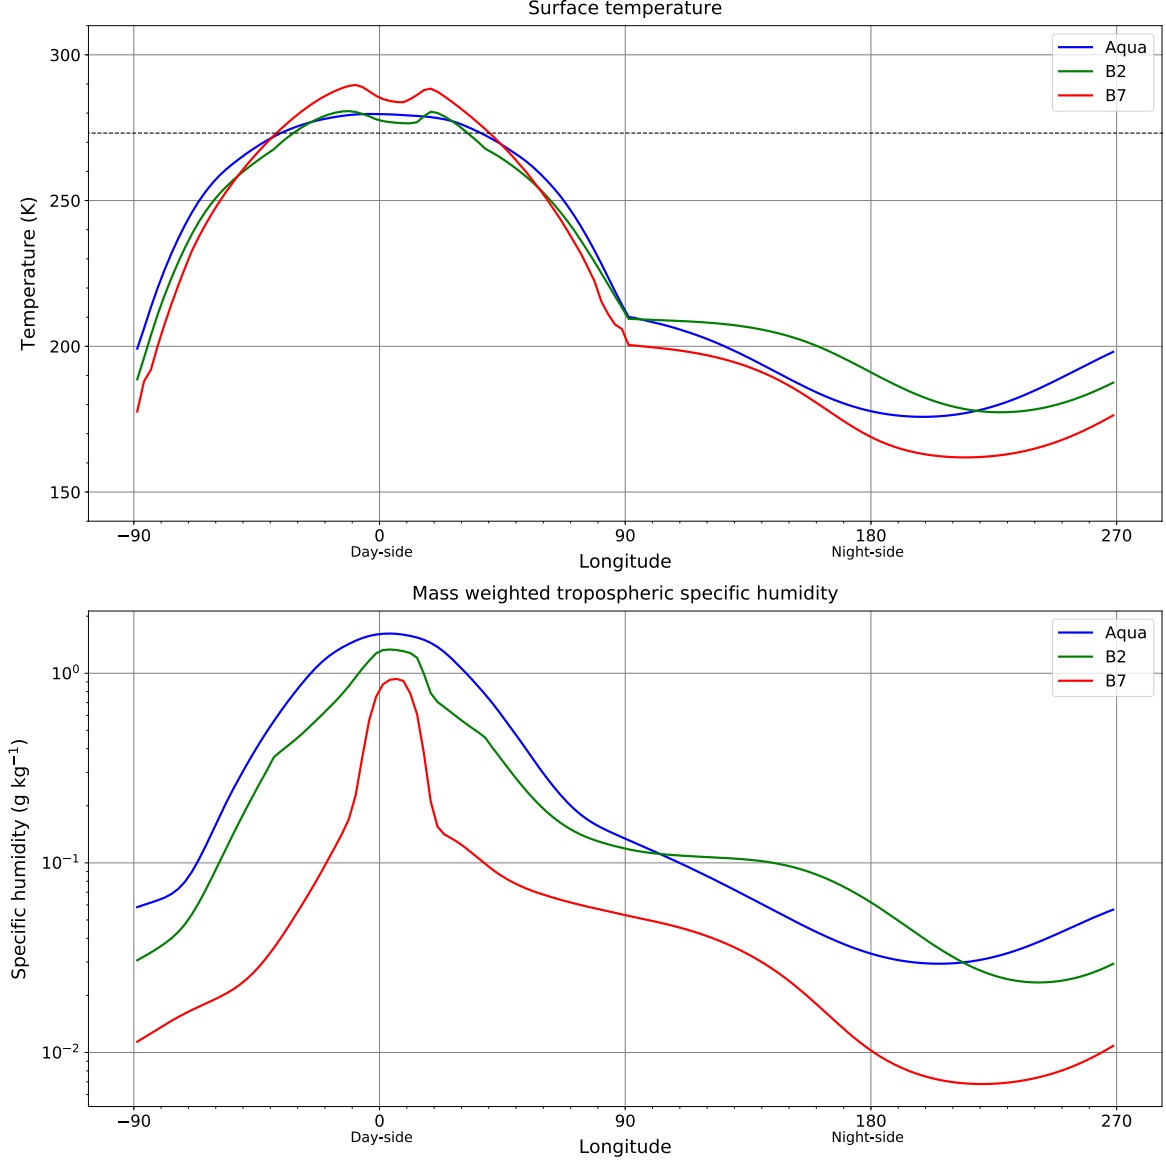 Surface temperature
300
250
200
150
Temperature (K)
Aqua
B2
B7
−90 0 90 180 270
Day-side Night-side
Longitude
Mass weighted tropospheric specific humidity
10⁰
10⁻¹
10⁻²
Specific humidity (g kg⁻¹)
Aqua
B2
B7
−90 0 90 180 270
Day-side Night-side
Longitude